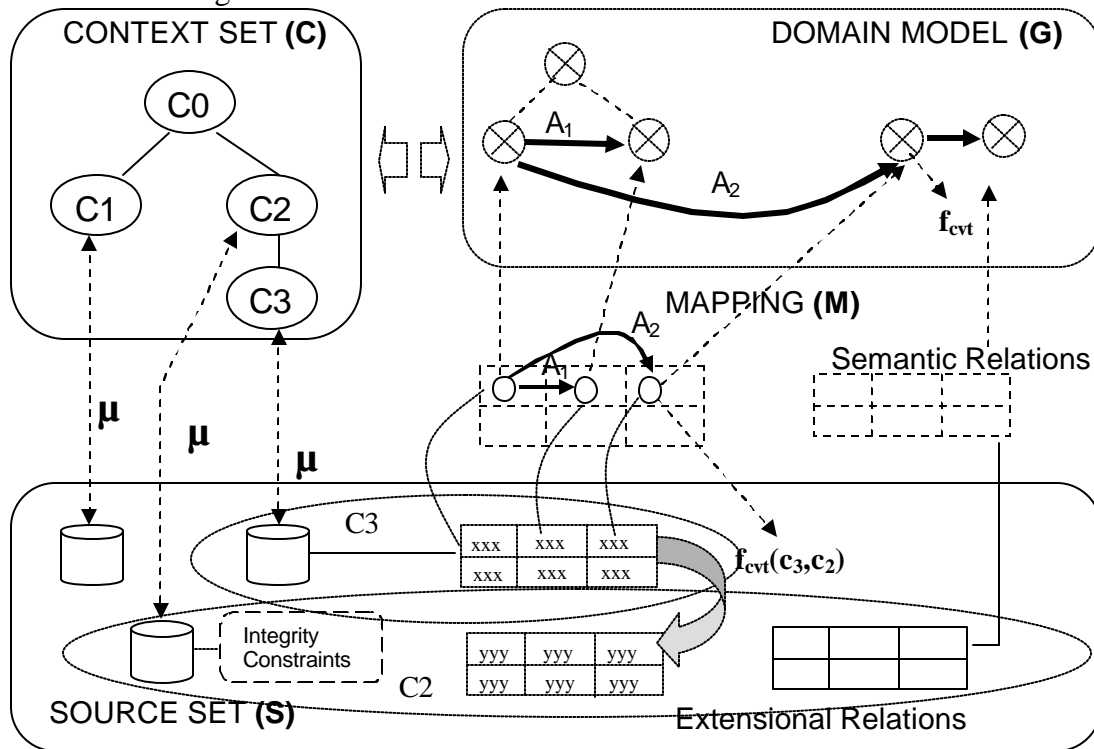 CONTEXT SET (C)
DOMAIN MODEL (G)
C0
C1
C2
C3
A1
A2
fcvt
MAPPING (M)
A2
A1
Semantic Relations
μ
μ
μ
C3
xxx xxx xxx
xxx xxx xxx
fcvt(c3,c2)
Integrity
Constraints
yyy yyy yyy
yyy yyy yyy
C2
SOURCE SET (S)
Extensional Relations